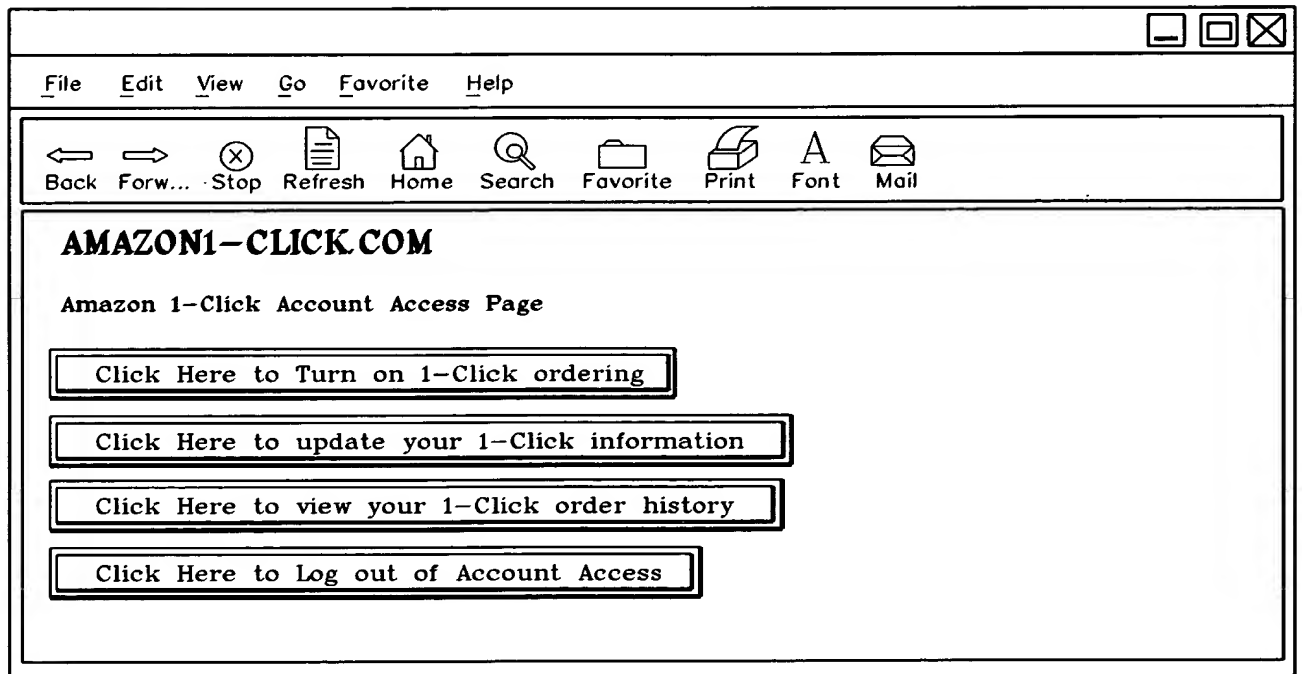 File Edit View Go Favorite Help
Back Forw... Stop Refresh Home Search Favorite Print Font Mail
AMAZON1-CLICK.COM
Amazon 1-Click Account Access Page
Click Here to Turn on 1-Click ordering
Click Here to update your 1-Click information
Click Here to view your 1-Click order history
Click Here to Log out of Account Access